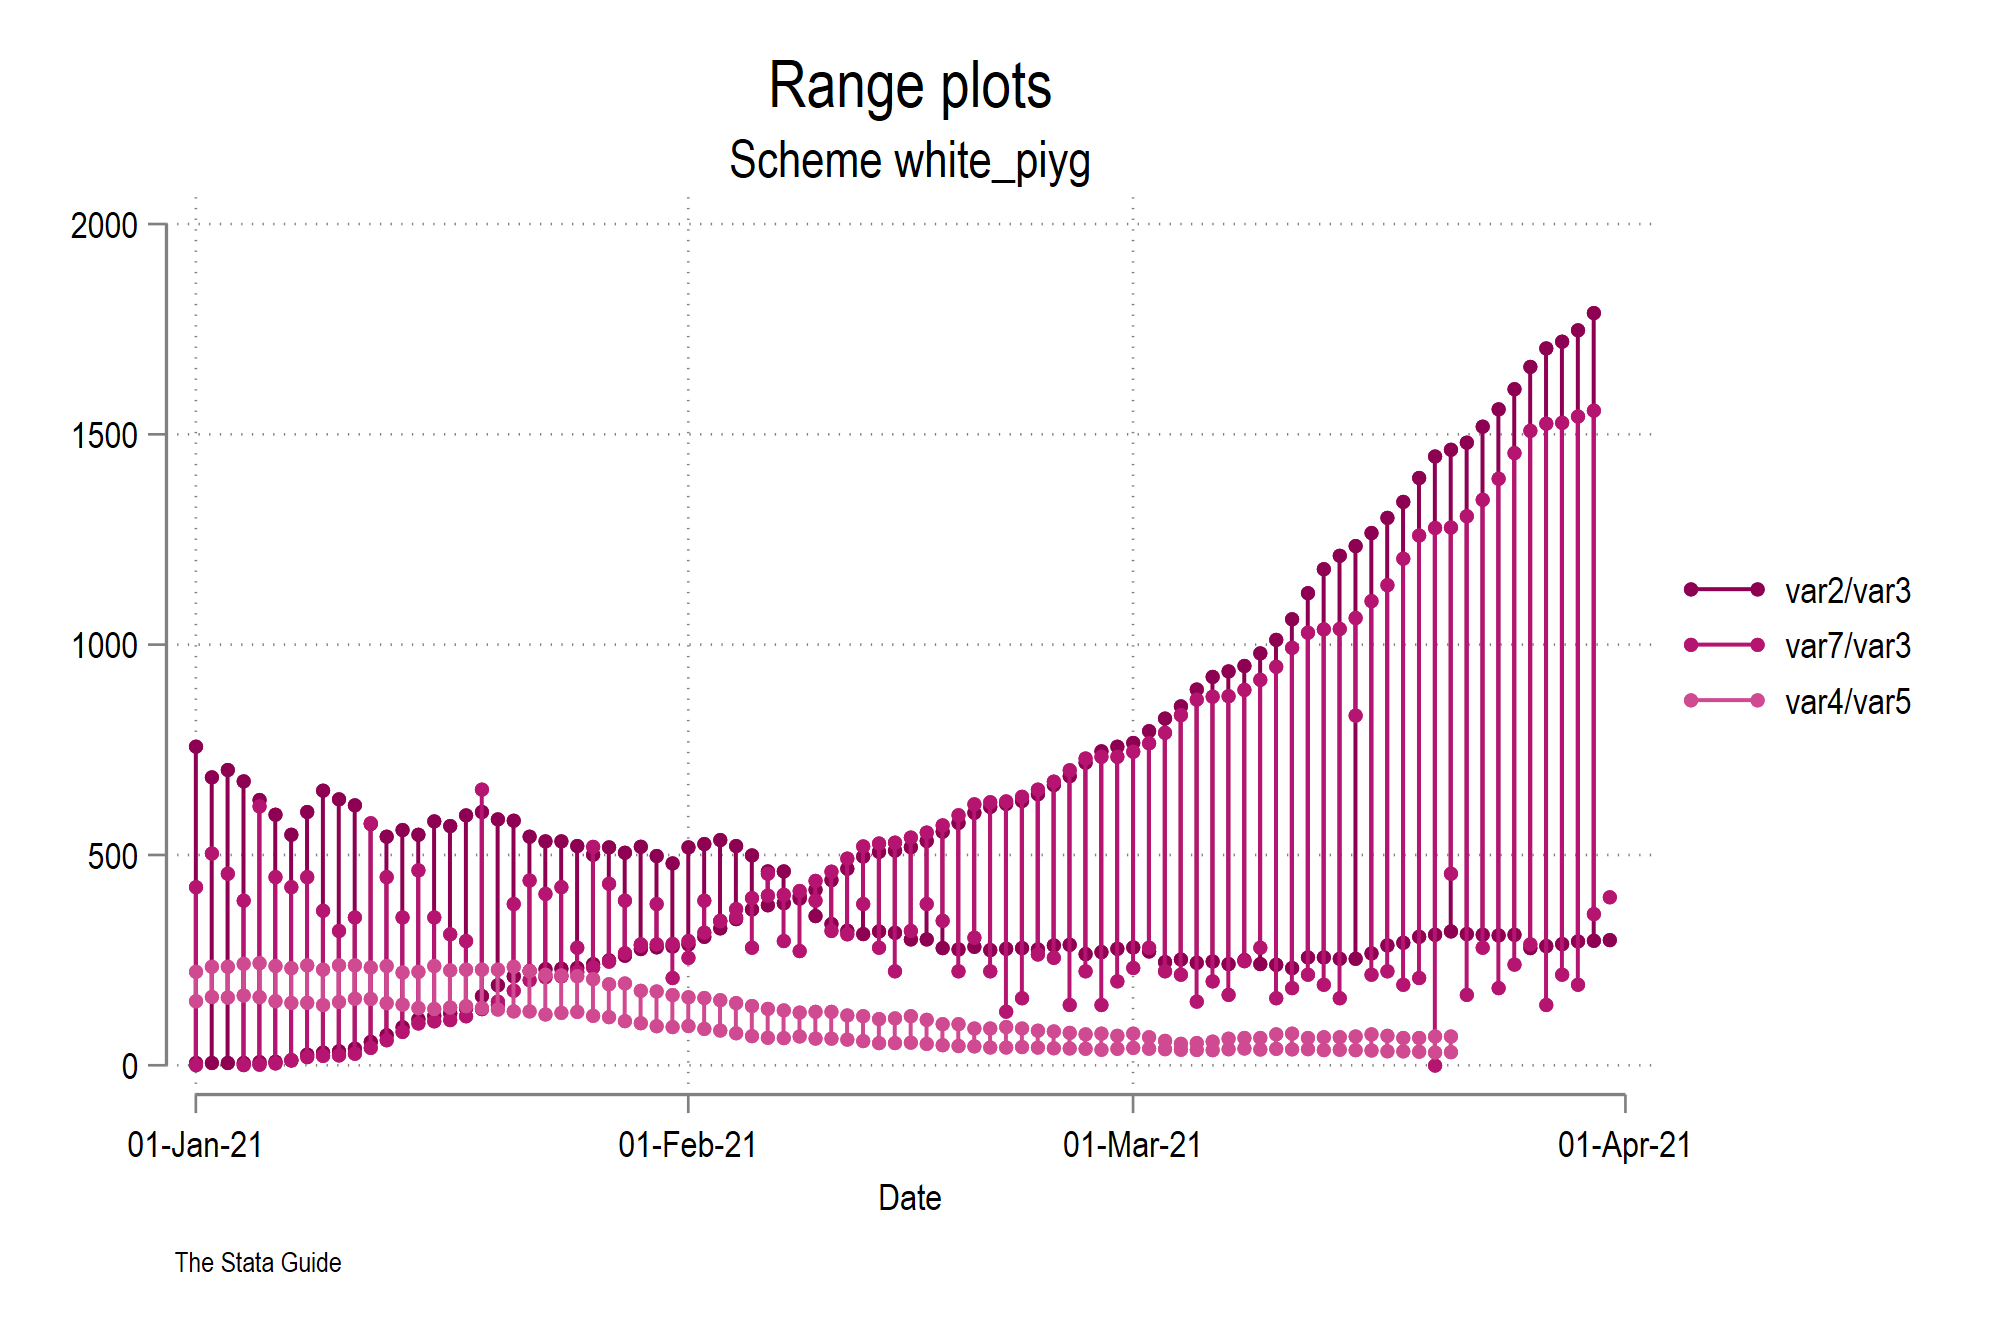 Range plots
Scheme white_piyg
2000
1500
1000
500
0
var2/var3
var7/var3
var4/var5
01-Jan-21
01-Feb-21
01-Mar-21
01-Apr-21
Date
The Stata Guide